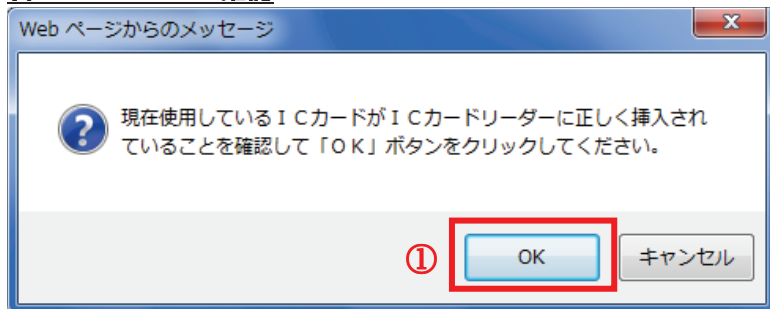 Web ページからのメッセージ
現在使用しているＩＣカードがＩＣカードリーダーに正しく挿入され
ていることを確認して「ＯＫ」ボタンをクリックしてください。
① OK キャンセル